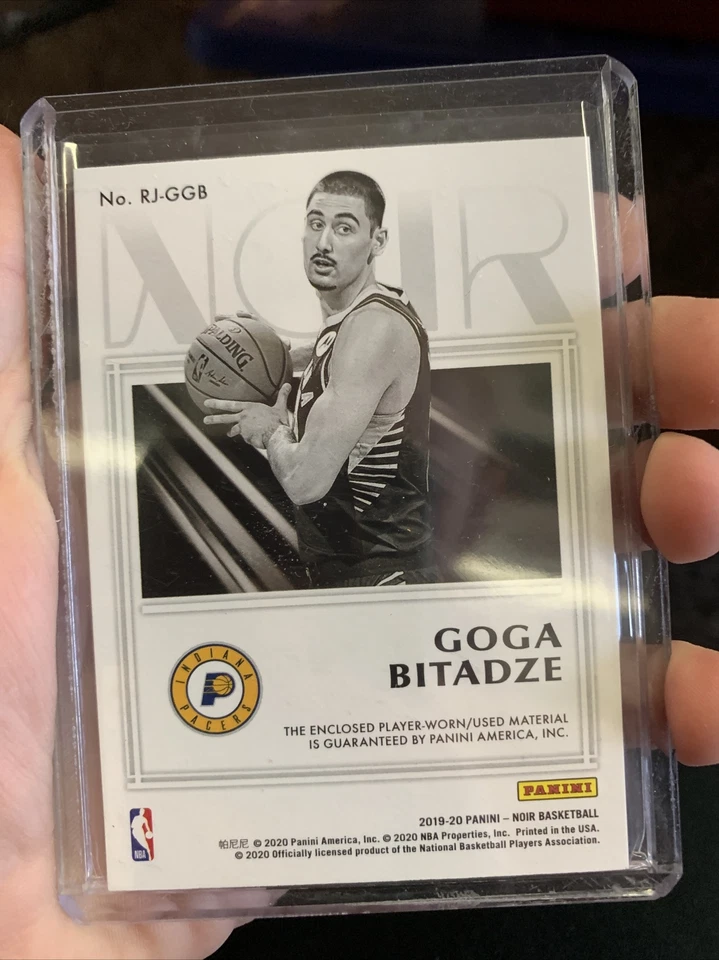 No. RJ-GGB
NOIR
SPALDING
GOGA
BITADZE
INDIANA
PACERS
THE ENCLOSED PLAYER-WORN/USED MATERIAL
IS GUARANTEED BY PANINI AMERICA, INC.
PANINI
2019-20 PANINI – NOIR BASKETBALL
帕尼尼 © 2020 Panini America, Inc. © 2020 NBA Properties, Inc. Printed in the USA.
© 2020 Officially licensed product of the National Basketball Players Association.
NBA